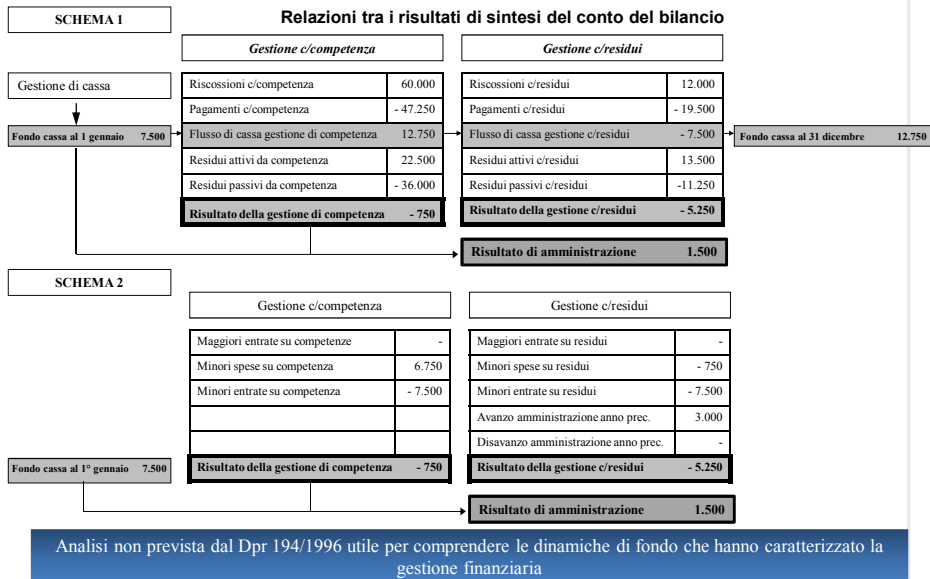 SCHEMA 1
Relazioni tra i risultati di sintesi del conto del bilancio
Gestione c/competenza
Gestione c/residui
Gestione di cassa
Riscossioni c/competenza 60.000
Riscossioni c/residui 12.000
Pagamenti c/competenza - 47.250
Pagamenti c/residui - 19.500
Fondo cassa al 1 gennaio 7.500
Flusso di cassa gestione di competenza 12.750
Flusso di cassa gestione c/residui - 7.500
Fondo cassa al 31 dicembre 12.750
Residui attivi da competenza 22.500
Residui attivi c/residui 13.500
Residui passivi da competenza - 36.000
Residui passivi c/residui -11.250
Risultato della gestione di competenza - 750
Risultato della gestione c/residui - 5.250
Risultato di amministrazione 1.500
SCHEMA 2
Gestione c/competenza
Gestione c/residui
Maggiori entrate su competenze -
Maggiori entrate su residui -
Minori spese su competenza 6.750
Minori spese su residui - 750
Minori entrate su competenza - 7.500
Minori entrate su residui - 7.500
Avanzo amministrazione anno prec. 3.000
Disavanzo amministrazione anno prec. -
Fondo cassa al 1° gennaio 7.500
Risultato della gestione di competenza - 750
Risultato della gestione c/residui - 5.250
Risultato di amministrazione 1.500
Analisi non prevista dal Dpr 194/1996 utile per comprendere le dinamiche di fondo che hanno caratterizzato la
gestione finanziaria